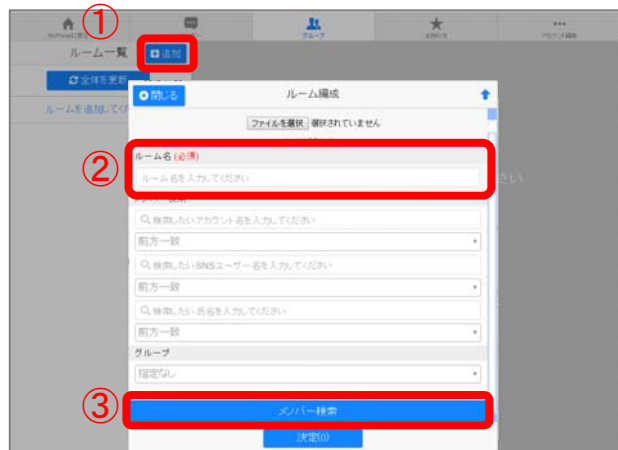 ①
グループ
ルーム一覧
追加
全体を更新
閉じる
ルーム編成
ルームを追加してく
ファイルを選択 選択されていません
②
ルーム名 (必須)
ルーム名を入力してください
さい
検索したいアカウント名を入力してください
前方一致
検索したいSNSユーザー名を入力してください
前方一致
検索したい氏名を入力してください
前方一致
グループ
指定なし
③
メンバー検索
決定(0)